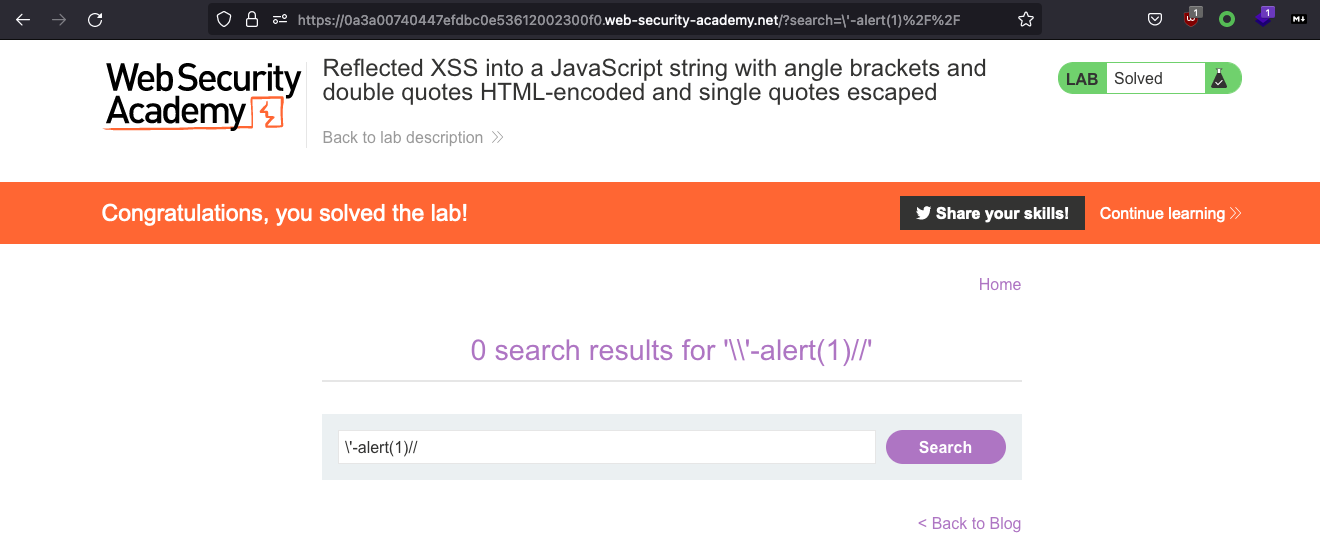 https://0a3a00740447efdbc0e53612002300f0.web-security-academy.net/?search=\'-alert(1)%2F%2F
1
1
M↓
Web Security
Academy
Reflected XSS into a JavaScript string with angle brackets and
double quotes HTML-encoded and single quotes escaped
Back to lab description
LAB
Solved
Congratulations, you solved the lab!
Share your skills!
Continue learning
Home
0 search results for '\\'-alert(1)//'
\'-alert(1)//
Search
< Back to Blog